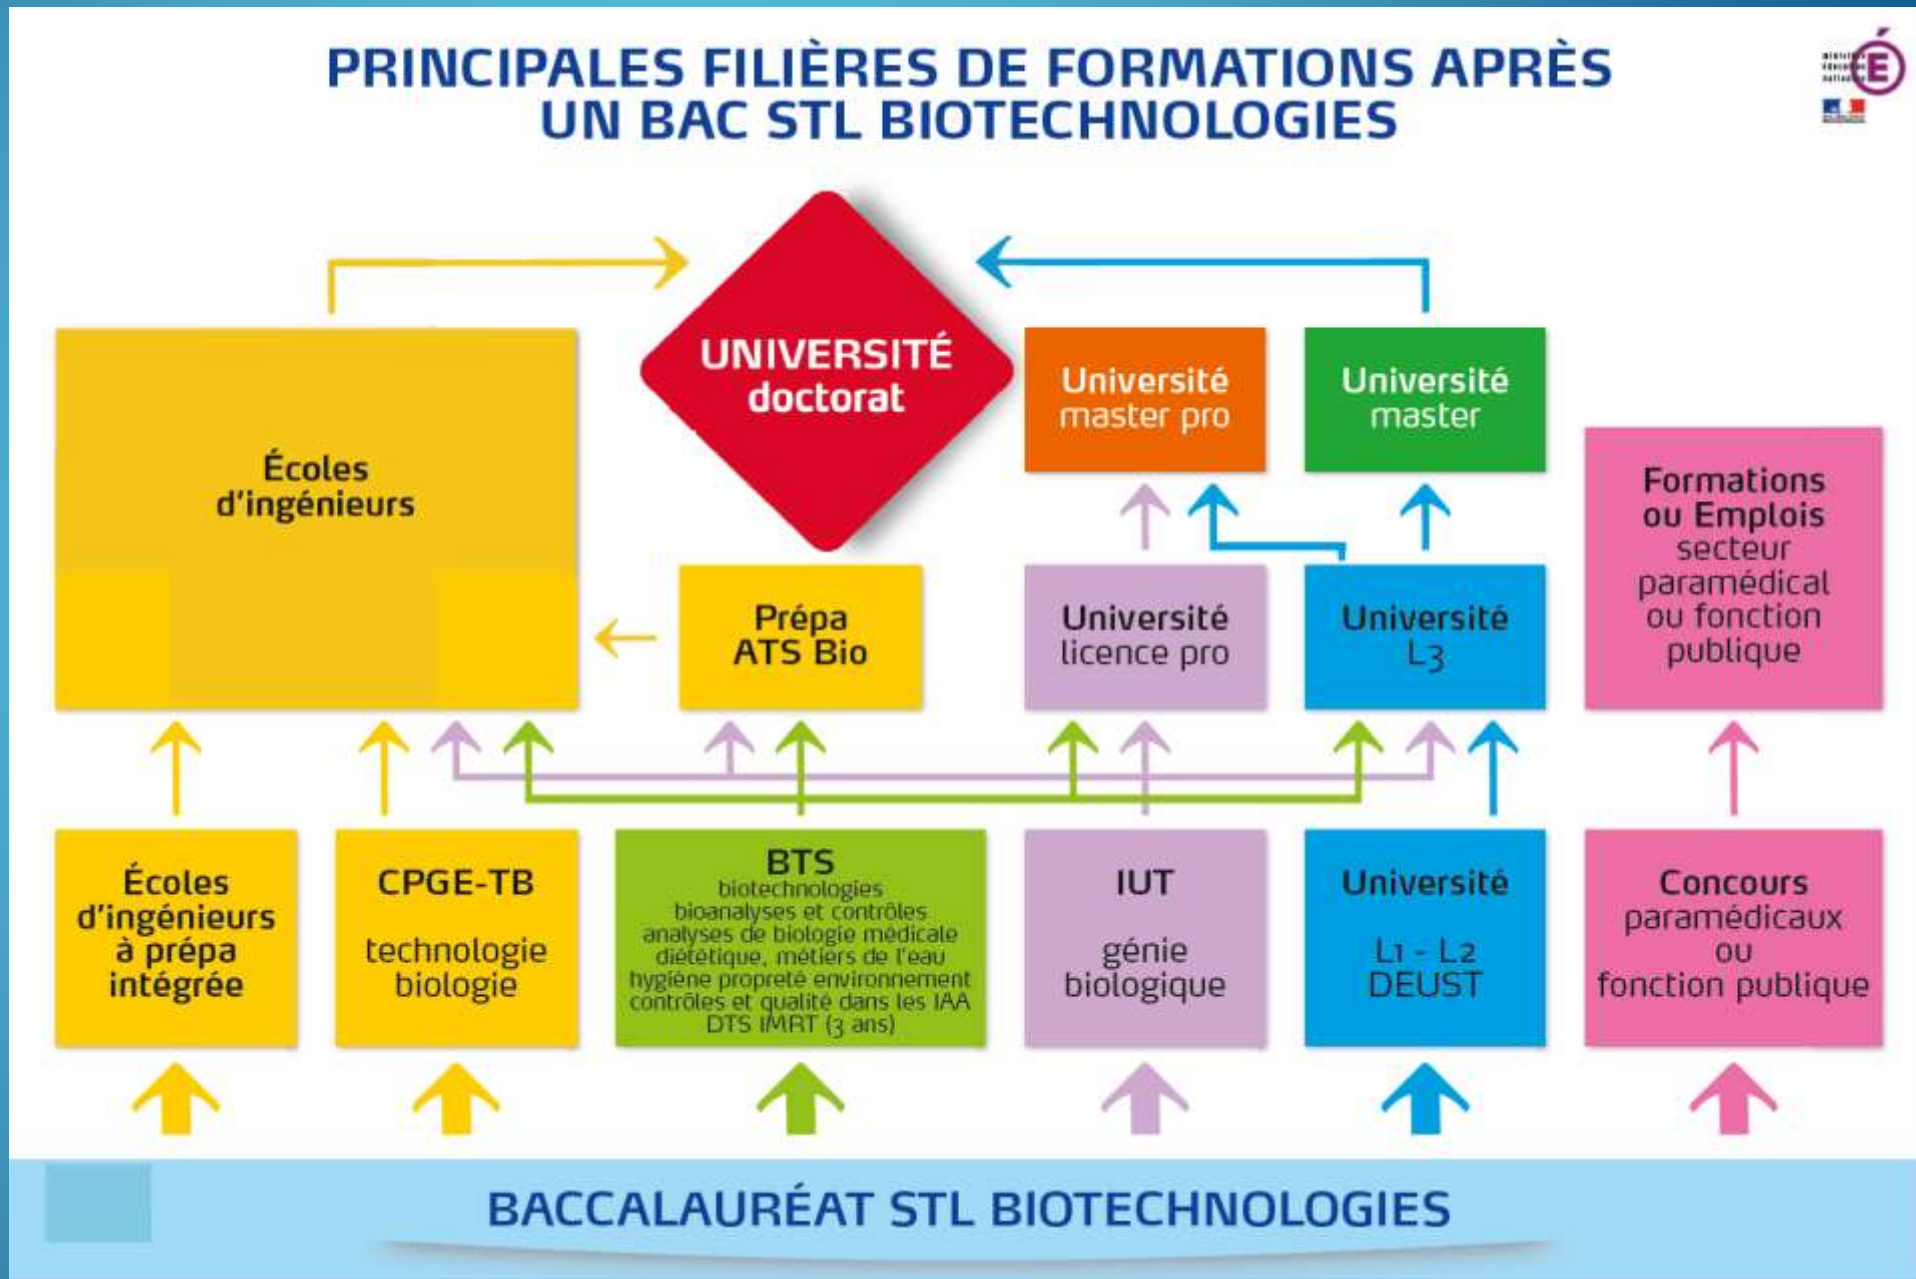 PRINCIPALES FILIÈRES DE FORMATIONS APRÈS
UN BAC STL BIOTECHNOLOGIES
É
UNIVERSITÉ
doctorat
Université
master pro
Université
master
Écoles
d'ingénieurs
Formations
ou Emplois
secteur
paramédical
ou fonction
publique
Prépa
ATS Bio
Université
licence pro
Université
L3
Écoles
d'ingénieurs
à prépa
intégrée
CPGE-TB
technologie
biologie
BTS
biotechnologies
bioanalyses et contrôles
analyses de biologie médicale
diététique, métiers de l'eau
hygiène propreté environnement
contrôles et qualité dans les IAA
DTS IMRT (3 ans)
IUT
génie
biologique
Université
L1 - L2
DEUST
Concours
paramédicaux
ou
fonction publique
BACCALAURÉAT STL BIOTECHNOLOGIES